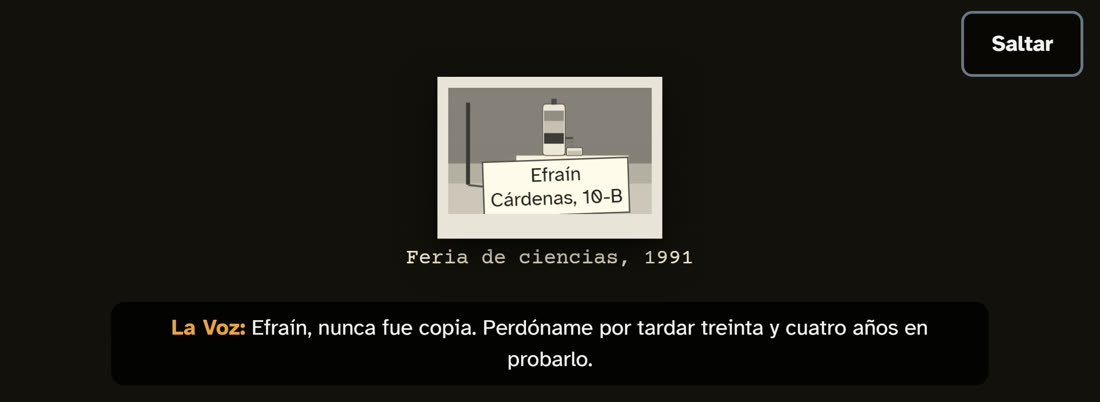 Saltar
Efraín
Cárdenas, 10-B
Feria de ciencias, 1991
La Voz: Efraín, nunca fue copia. Perdóname por tardar treinta y cuatro años en
probarlo.